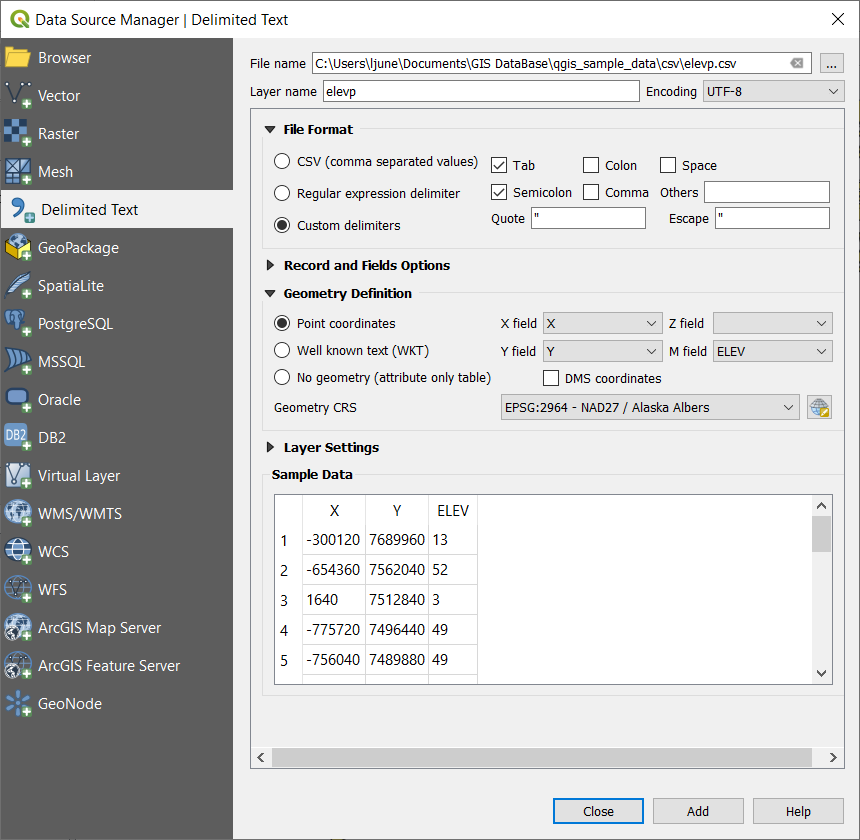 Data Source Manager | Delimited Text
Browser
Vector
Raster
Mesh
Delimited Text
GeoPackage
SpatiaLite
PostgreSQL
MSSQL
Oracle
DB2
DB2
Virtual Layer
WMS/WMTS
WCS
WFS
ArcGIS Map Server
ArcGIS Feature Server
GeoNode
File name C:\Users\ljune\Documents\GIS DataBase\qgis_sample_data\csv\elevp.csv ...
Layer name elevp Encoding UTF-8
File Format
CSV (comma separated values) Tab Colon Space
Regular expression delimiter Semicolon Comma Others
Custom delimiters Quote " Escape "
Record and Fields Options
Geometry Definition
Point coordinates X field X Z field
Well known text (WKT) Y field Y M field ELEV
No geometry (attribute only table) DMS coordinates
Geometry CRS EPSG:2964 - NAD27 / Alaska Albers
Layer Settings
Sample Data
X Y ELEV
1 -300120 7689960 13
2 -654360 7562040 52
3 1640 7512840 3
4 -775720 7496440 49
5 -756040 7489880 49
Close Add Help